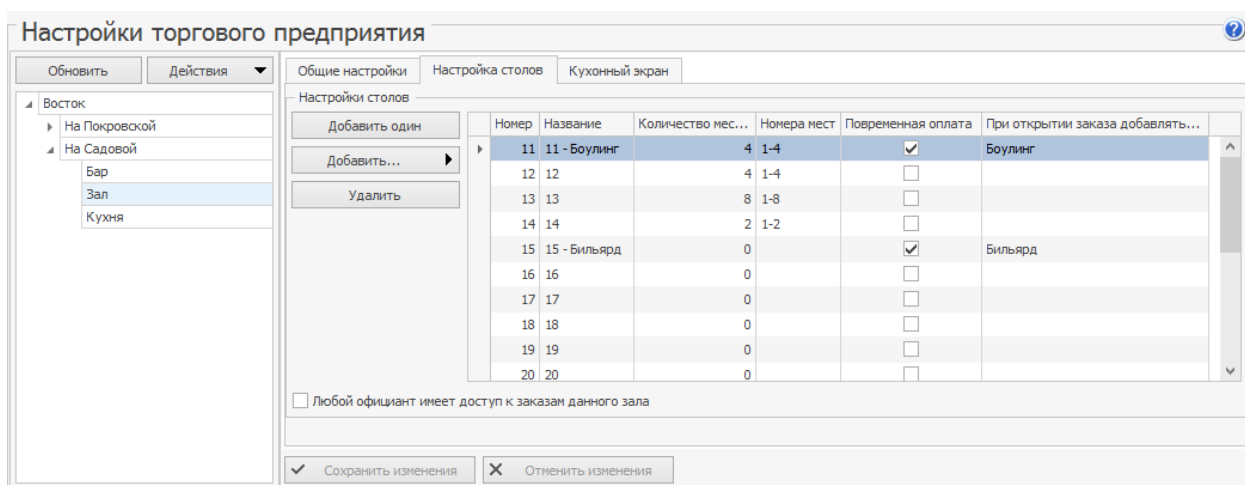 Настройки торгового предприятия
Обновить Действия
Восток
На Покровской
На Садовой
Бар
Зал
Кухня
Общие настройки Настройка столов Кухонный экран
Настройки столов
Добавить один
Добавить...
Удалить
Номер Название Количество мес... Номера мест Повременная оплата При открытии заказа добавлять...
11 11 - Боулинг 4 1-4 Боулинг
12 12 4 1-4
13 13 8 1-8
14 14 2 1-2
15 15 - Бильярд 0 Бильярд
16 16 0
17 17 0
18 18 0
19 19 0
20 20 0
Любой официант имеет доступ к заказам данного зала
Сохранить изменения Отменить изменения